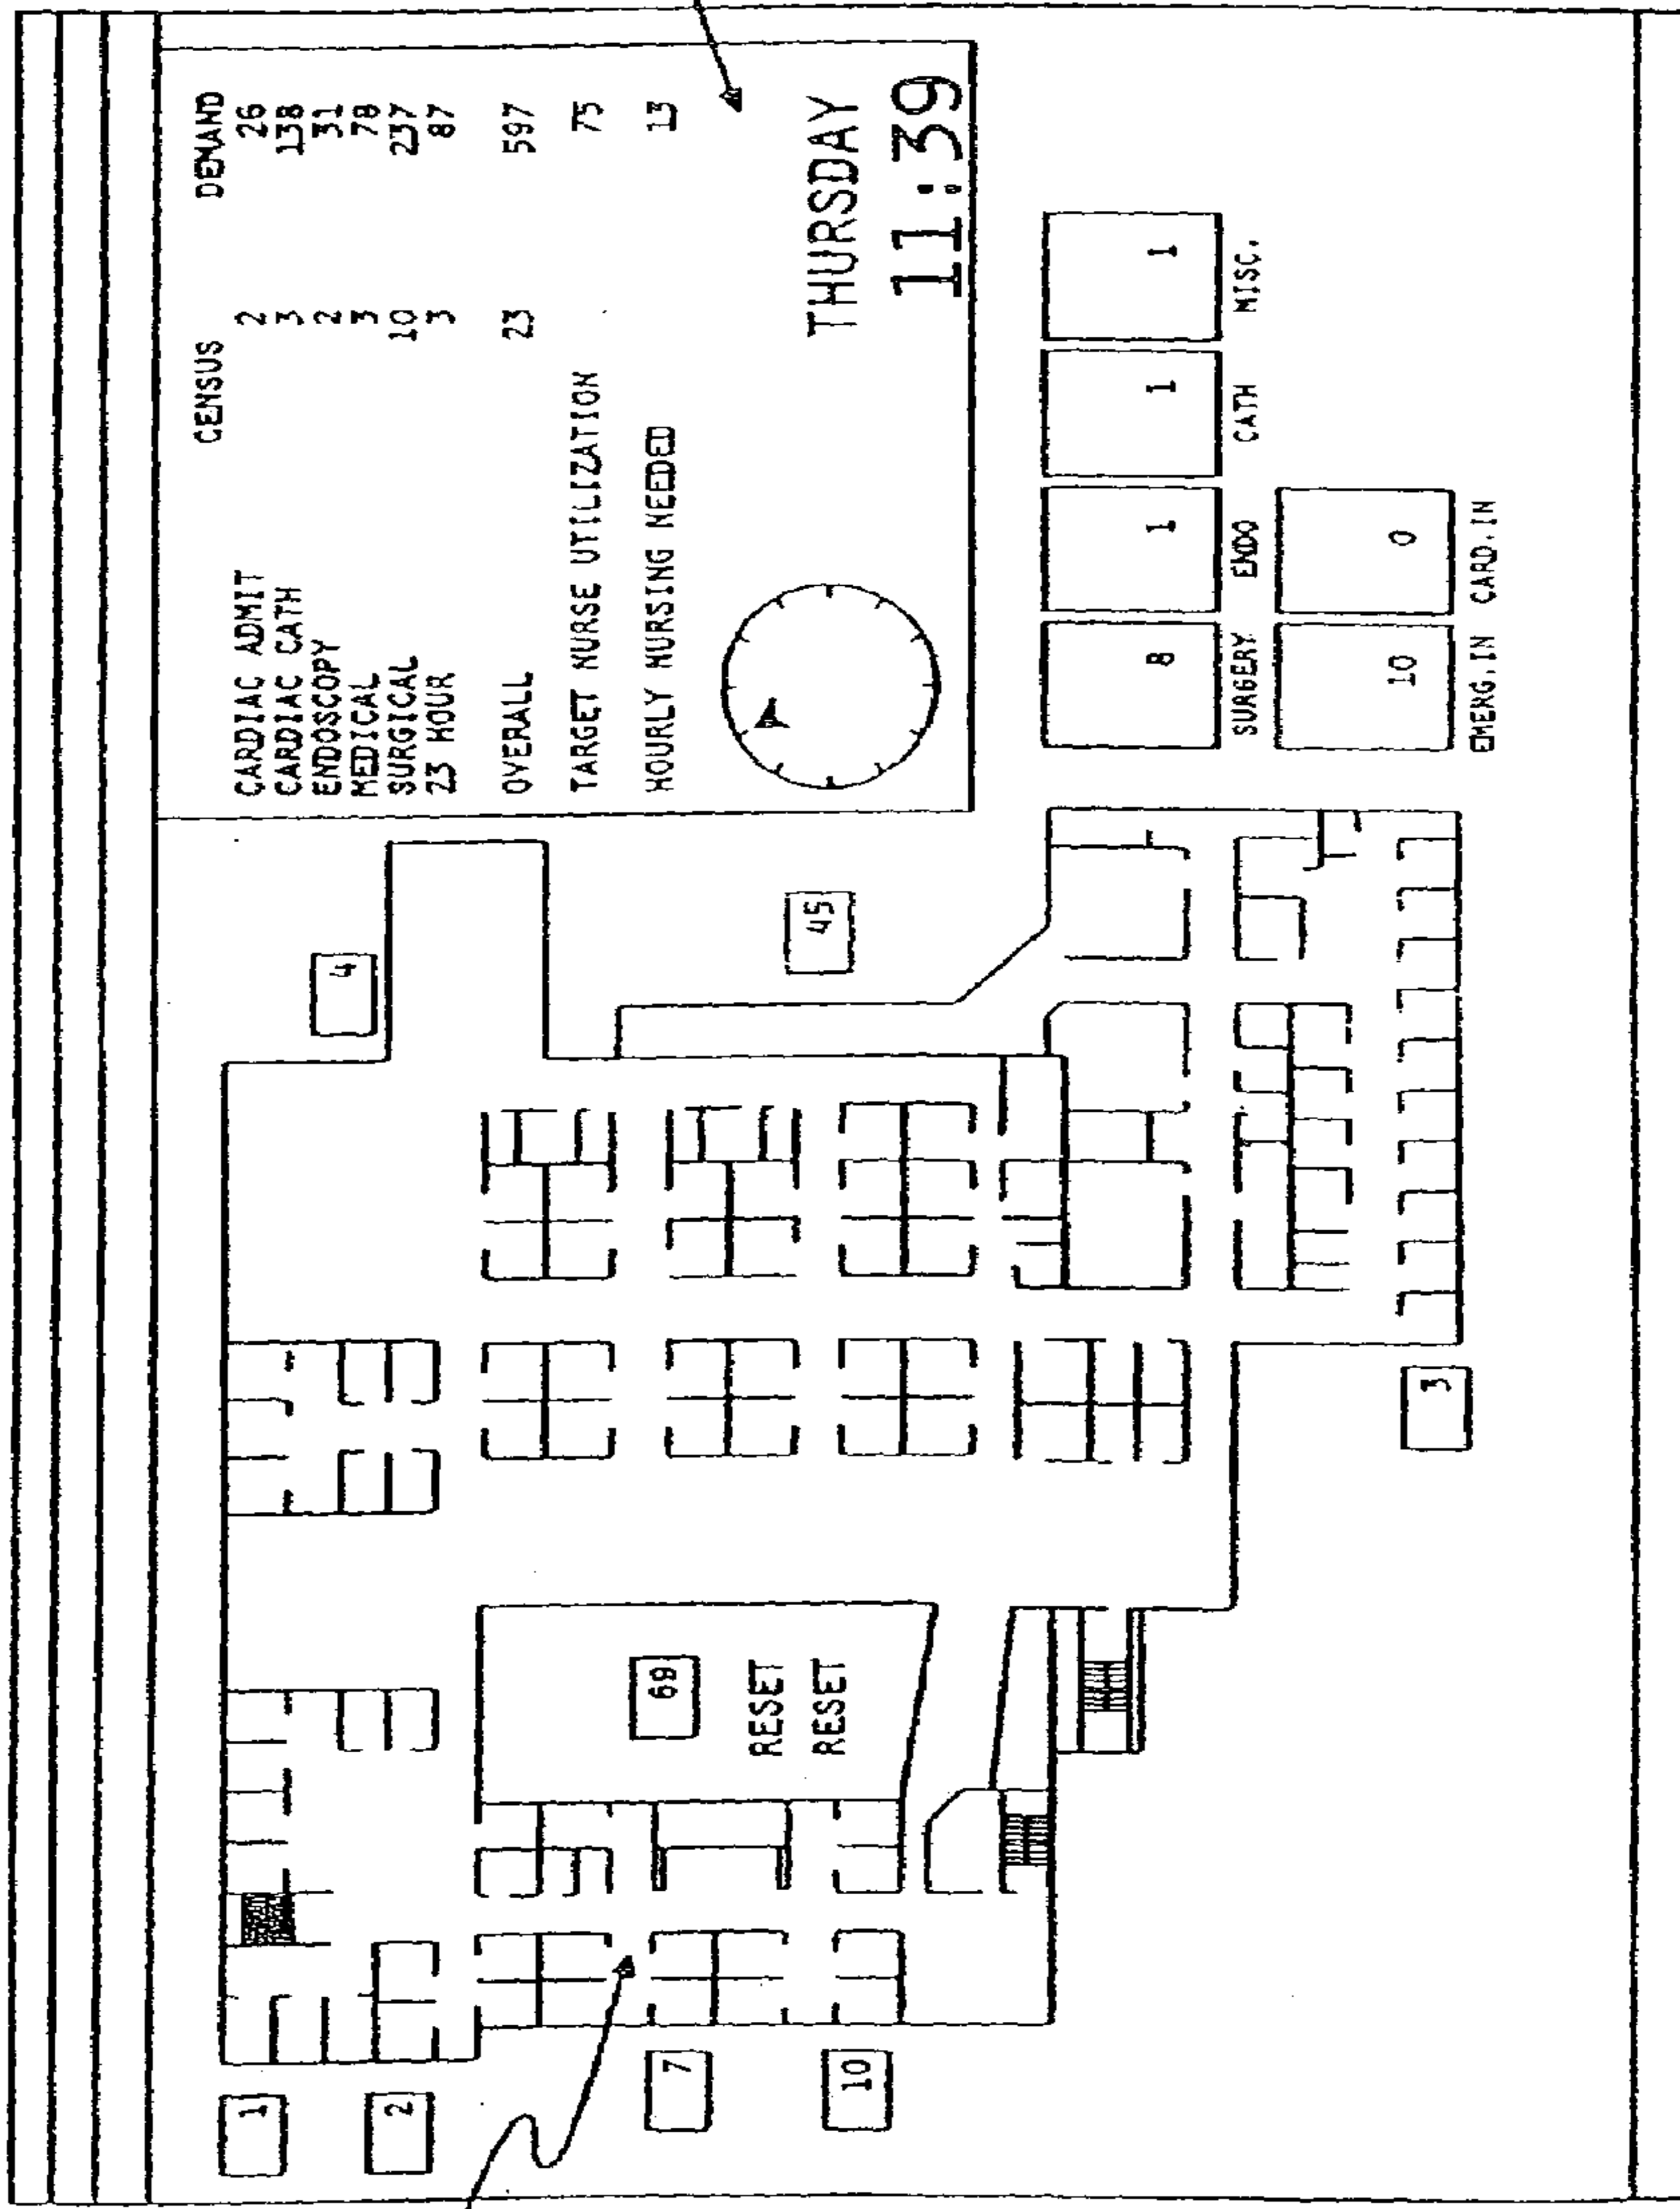 CENSUS DEMAND
CARDIAC ADMIT 2 26
CARDIAC CATH 3 138
ENDOSCOPY 2 31
MEDICAL 3 78
SURGICAL 10 237
23 HOUR 3 87
OVERALL 23 597
TARGET NURSE UTILIZATION 75
HOURLY NURSING NEEDED 13
THURSDAY
11:39
1
2
4
7
69
45
10
RESET
RESET
8 1 1 1
SURGERY ENDO CATH MISC.
10 0
EMERG.IN CARD.IN
3